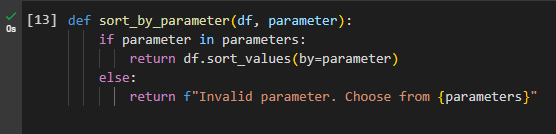 [13] def sort_by_parameter(df, parameter):
0s
if parameter in parameters:
return df.sort_values(by=parameter)
else:
return f"Invalid parameter. Choose from {parameters}"